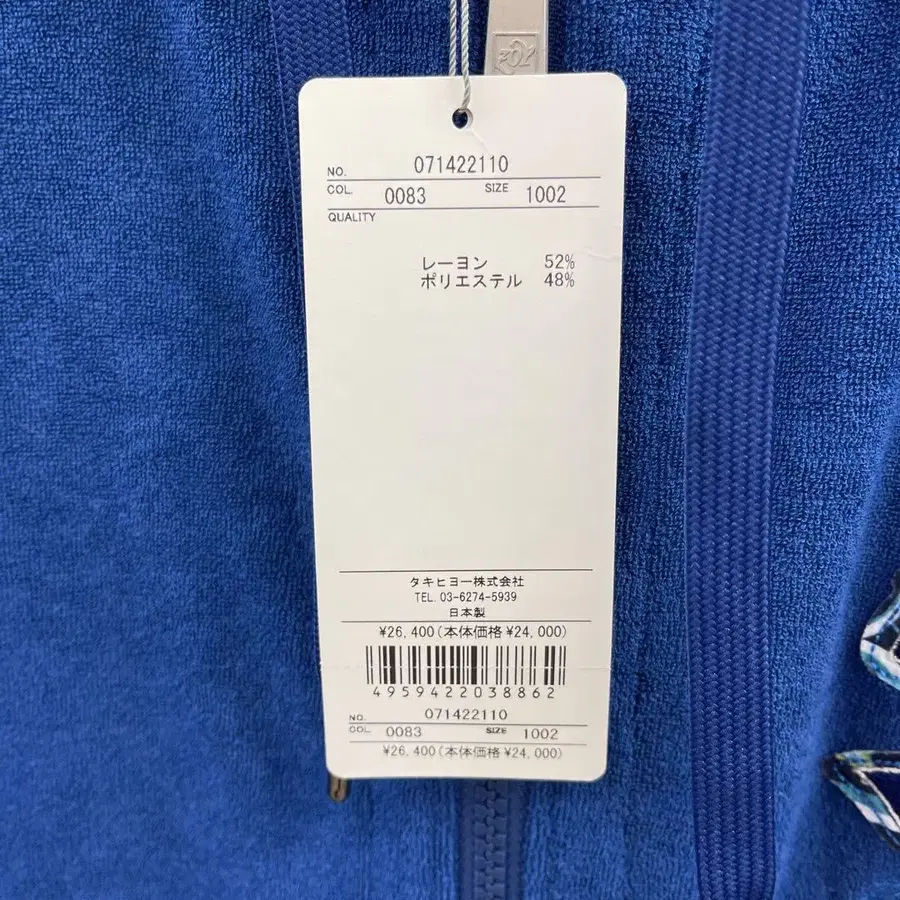 ZOY
NO. 071422110
COL. 0083 SIZE 1002
QUALITY
レーヨン 52%
ポリエステル 48%
タキヒヨー株式会社
TEL. 03-6274-5939
日本製
¥26,400(本体価格¥24,000)
4959422038862
NO. 071422110
COL. 0083 SIZE 1002
¥26,400(本体価格¥24,000)